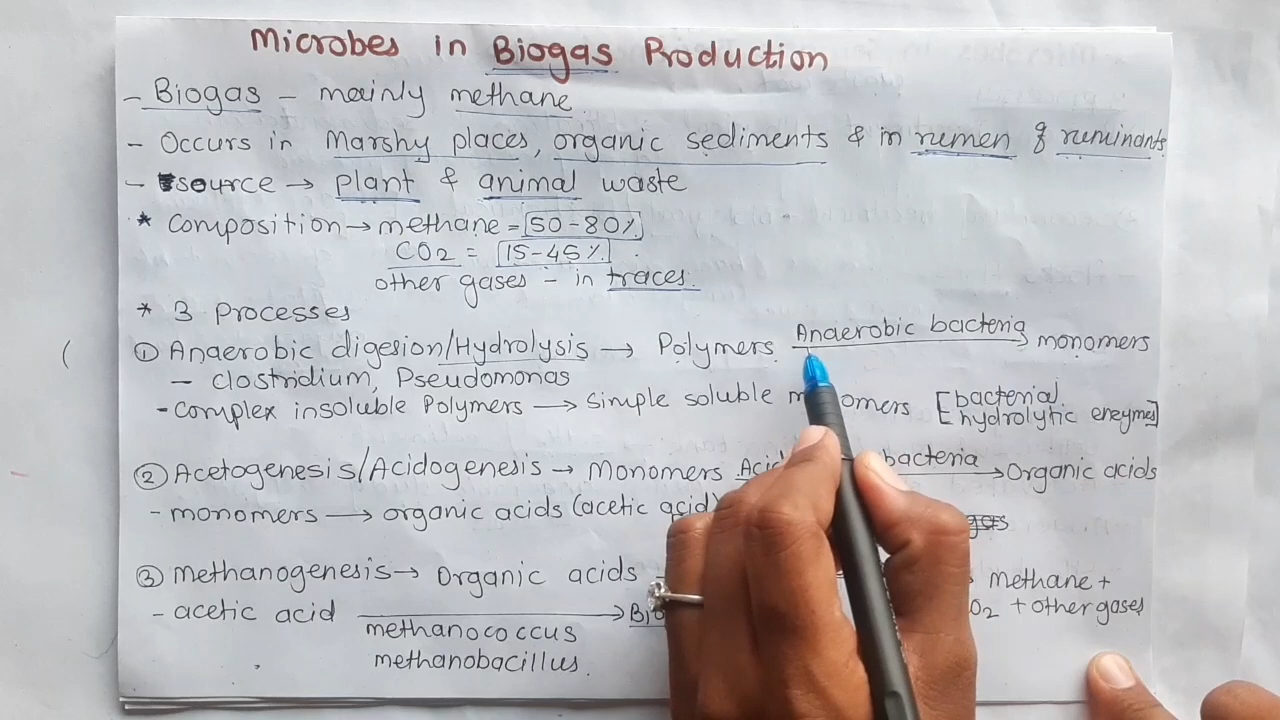 Microbes in Biogas Production
- Biogas - mainly methane
- Occurs in Marshy places, organic sediments & in rumen of ruminants
- source → plant & animal waste
* Composition → methane = 50-80%
CO2 = 15-45%
other gases - in traces.
* 3 Processes
① Anaerobic digesion/Hydrolysis → Polymers Anaerobic bacteria monomers
- clostridium, Pseudomonas
- complex insoluble Polymers → simple soluble [bacterial hydrolytic enzymes]
② Acetogenesis/Acidogenesis → Monomers bacteria → Organic acids
- monomers → organic acids (acetic acid)
③ Methanogenesis → Organic acids methane +
- acetic acid → + other gases
methanococcus
methanobacillus